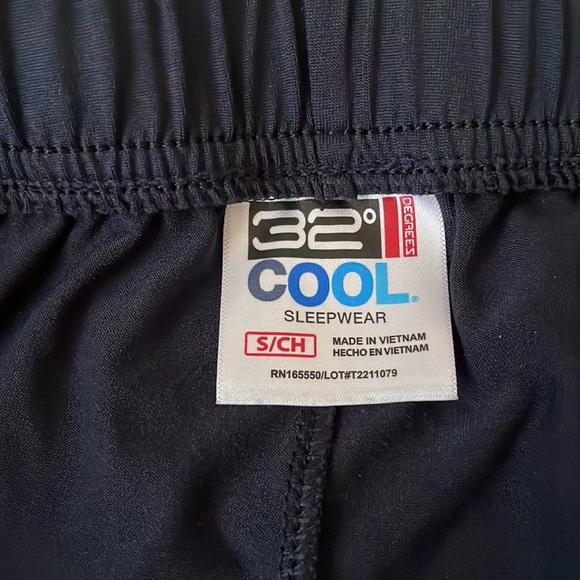 32° DEGREES
COOL®
SLEEPWEAR
S/CH
MADE IN VIETNAM
HECHO EN VIETNAM
RN165550/LOT#T2211079